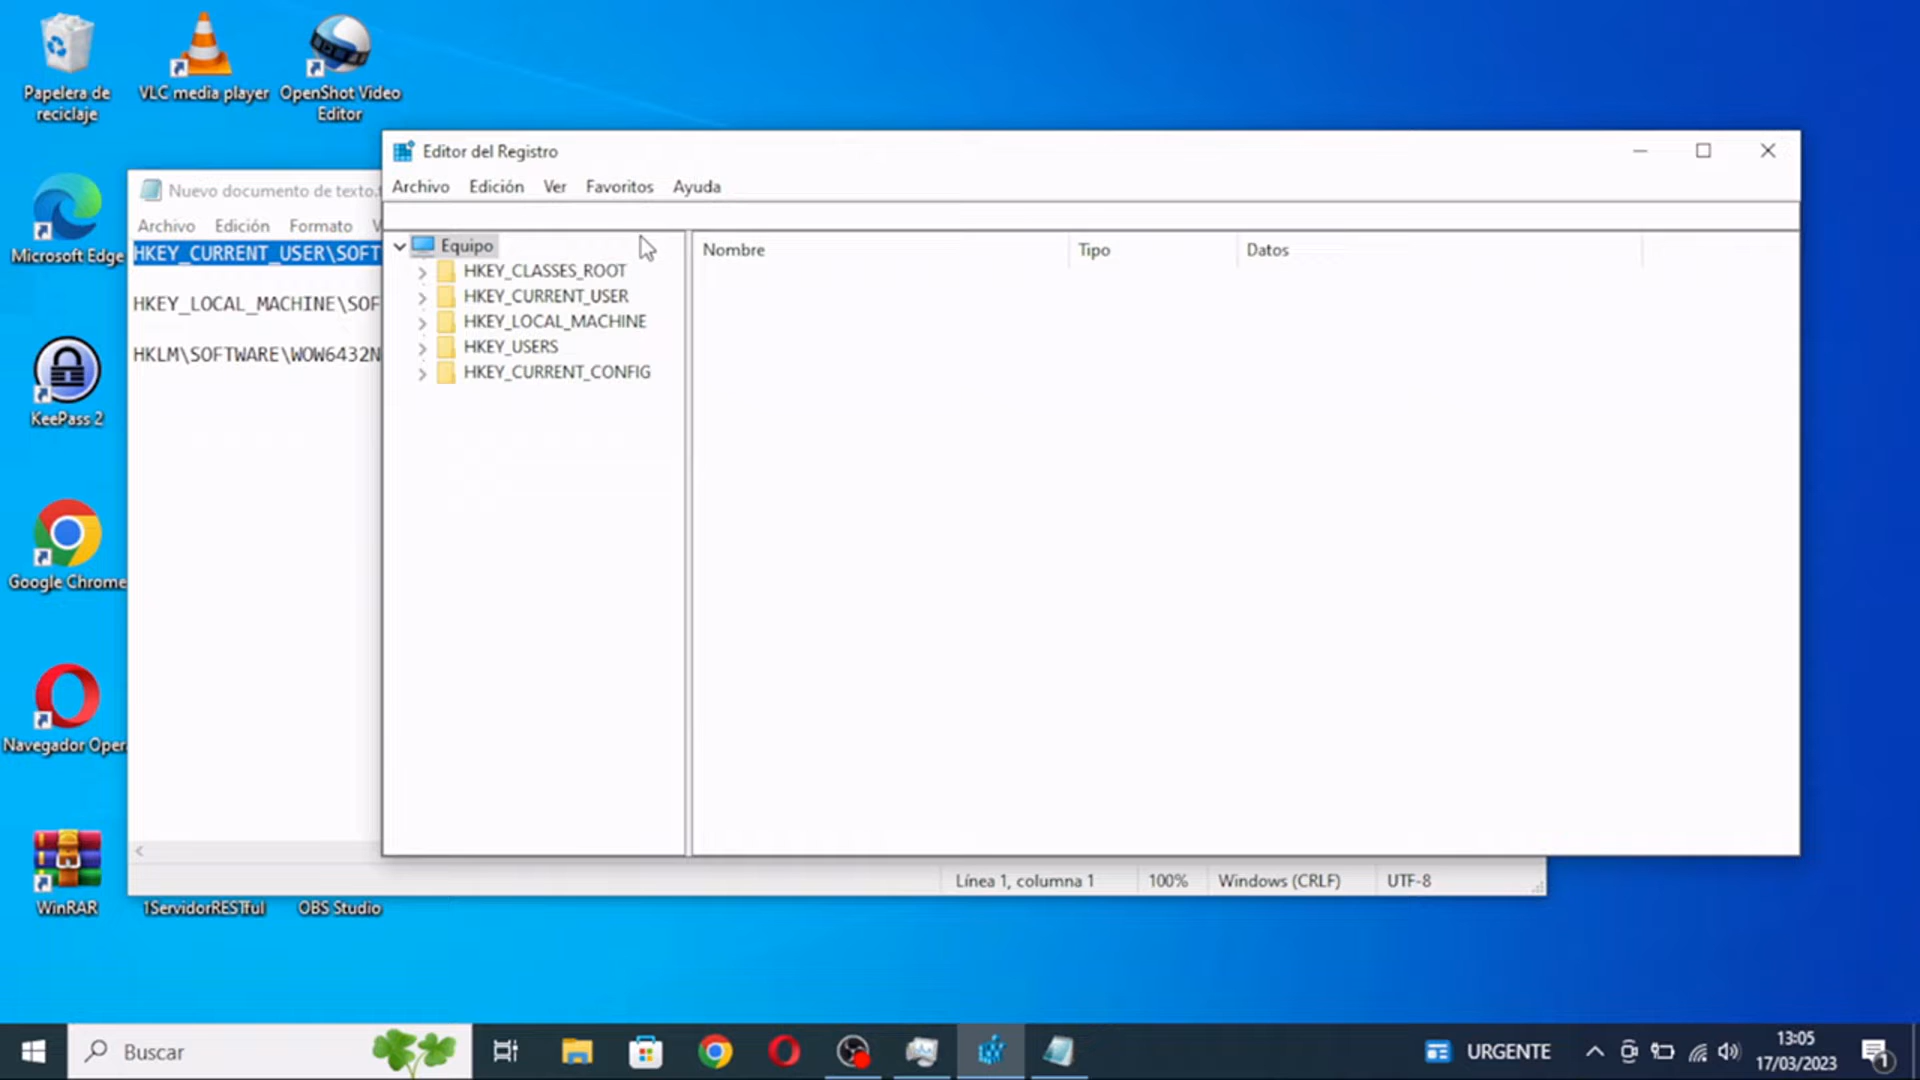 Papelera de
reciclaje
VLC media player
OpenShot Video
Editor
Microsoft Edge
KeePass 2
Google Chrome
Navegador Oper
WinRAR
1ServidorRESTful
OBS Studio
Nuevo documento de texto.t
Archivo Edición Formato V
HKEY_CURRENT_USER\SOFT
HKEY_LOCAL_MACHINE\SOF
HKLM\SOFTWARE\WOW6432N
Línea 1, columna 1 100% Windows (CRLF) UTF-8
Editor del Registro
Archivo Edición Ver Favoritos Ayuda
Equipo
HKEY_CLASSES_ROOT
HKEY_CURRENT_USER
HKEY_LOCAL_MACHINE
HKEY_USERS
HKEY_CURRENT_CONFIG
Nombre Tipo Datos
Buscar
URGENTE
13:05
17/03/2023
1